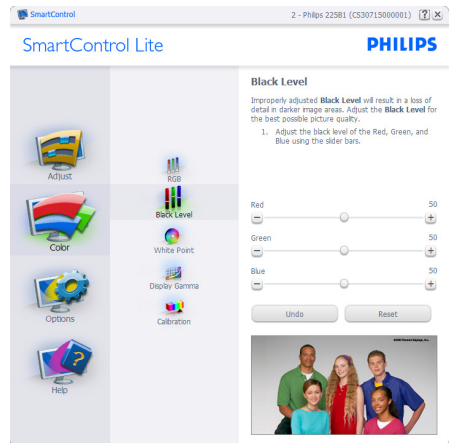 SmartControl
2 - Philips 225B1 (CS30715000001)
?
SmartControl Lite
PHILIPS
Adjust
Color
Options
Help
RGB
Black Level
White Point
Display Gamma
Calibration
Black Level
Improperly adjusted Black Level will result in a loss of
detail in darker image areas. Adjust the Black Level for
the best possible picture quality.
1. Adjust the black level of the Red, Green, and
Blue using the slider bars.
Red 50
Green 50
Blue 50
Undo
Reset